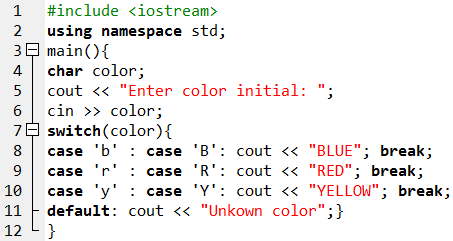 1 #include <iostream>
2 using namespace std;
3 main(){
4 char color;
5 cout << "Enter color initial: ";
6 cin >> color;
7 switch(color){
8 case 'b' : case 'B': cout << "BLUE"; break;
9 case 'r' : case 'R': cout << "RED"; break;
10 case 'y' : case 'Y': cout << "YELLOW"; break;
11 default: cout << "Unkown color";}
12 }